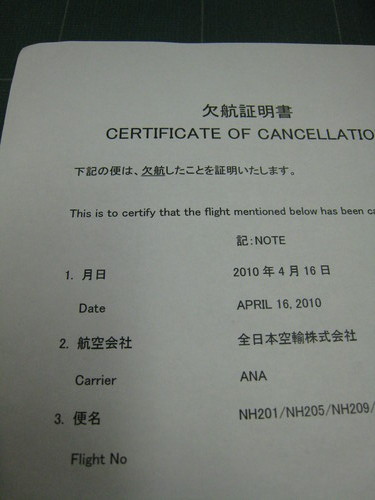 欠航証明書
CERTIFICATE OF CANCELLATIO
下記の便は、欠航したことを証明いたします。
This is to certify that the flight mentioned below has been ca
記:NOTE
1. 月日 2010 年 4 月 16 日
Date APRIL 16, 2010
2. 航空会社 全日本空輸株式会社
Carrier ANA
3. 便名 NH201/NH205/NH209/
Flight No